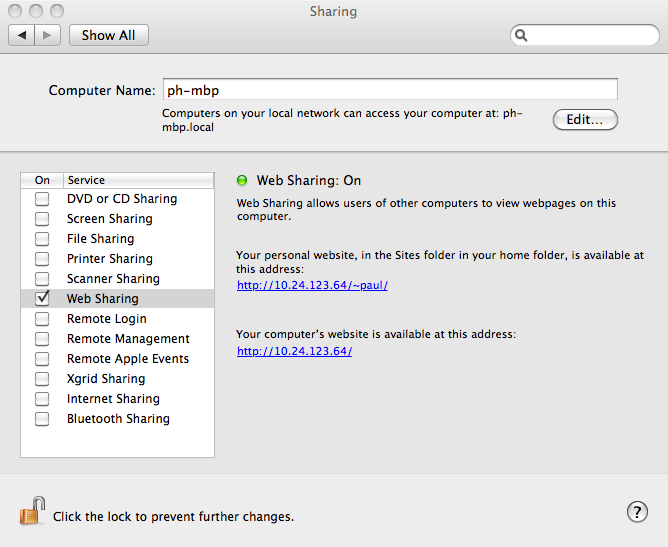 Sharing
Show All
Computer Name: ph-mbp
Computers on your local network can access your computer at: ph-
mbp.local
Edit...
On Service
DVD or CD Sharing
Screen Sharing
File Sharing
Printer Sharing
Scanner Sharing
Web Sharing
Remote Login
Remote Management
Remote Apple Events
Xgrid Sharing
Internet Sharing
Bluetooth Sharing
Web Sharing: On
Web Sharing allows users of other computers to view webpages on this
computer.
Your personal website, in the Sites folder in your home folder, is available at
this address:
http://10.24.123.64/~paul/
Your computer's website is available at this address:
http://10.24.123.64/
Click the lock to prevent further changes.
?